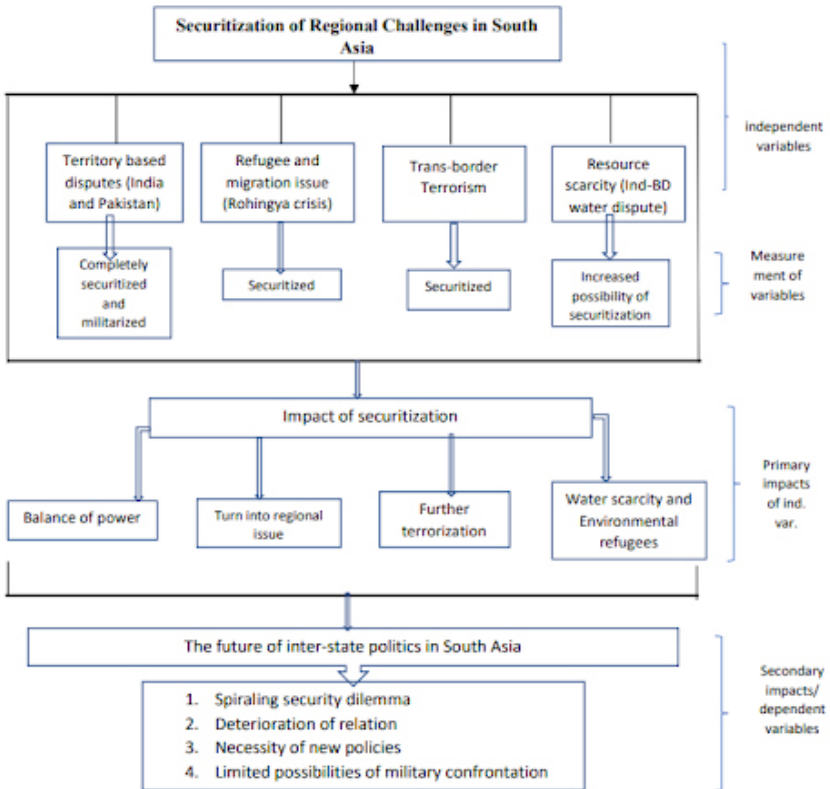 Securitization of Regional Challenges in South
Asia
independent
variables
Territory based
disputes (India
and Pakistan)
Refugee and
migration issue
(Rohingya crisis)
Trans-border
Terrorism
Resource
scarcity (Ind-BD
water dispute)
Completely
securitized
and
militarized
Securitized
Securitized
Increased
possibility of
securitization
Measure
ment of
variables
Impact of securitization
Balance of power
Turn into regional
issue
Further
terrorization
Water scarcity and
Environmental
refugees
Primary
impacts
of ind.
var.
The future of inter-state politics in South Asia
1. Spiraling security dilemma
2. Deterioration of relation
3. Necessity of new policies
4. Limited possibilities of military confrontation
Secondary
impacts/
dependent
variables